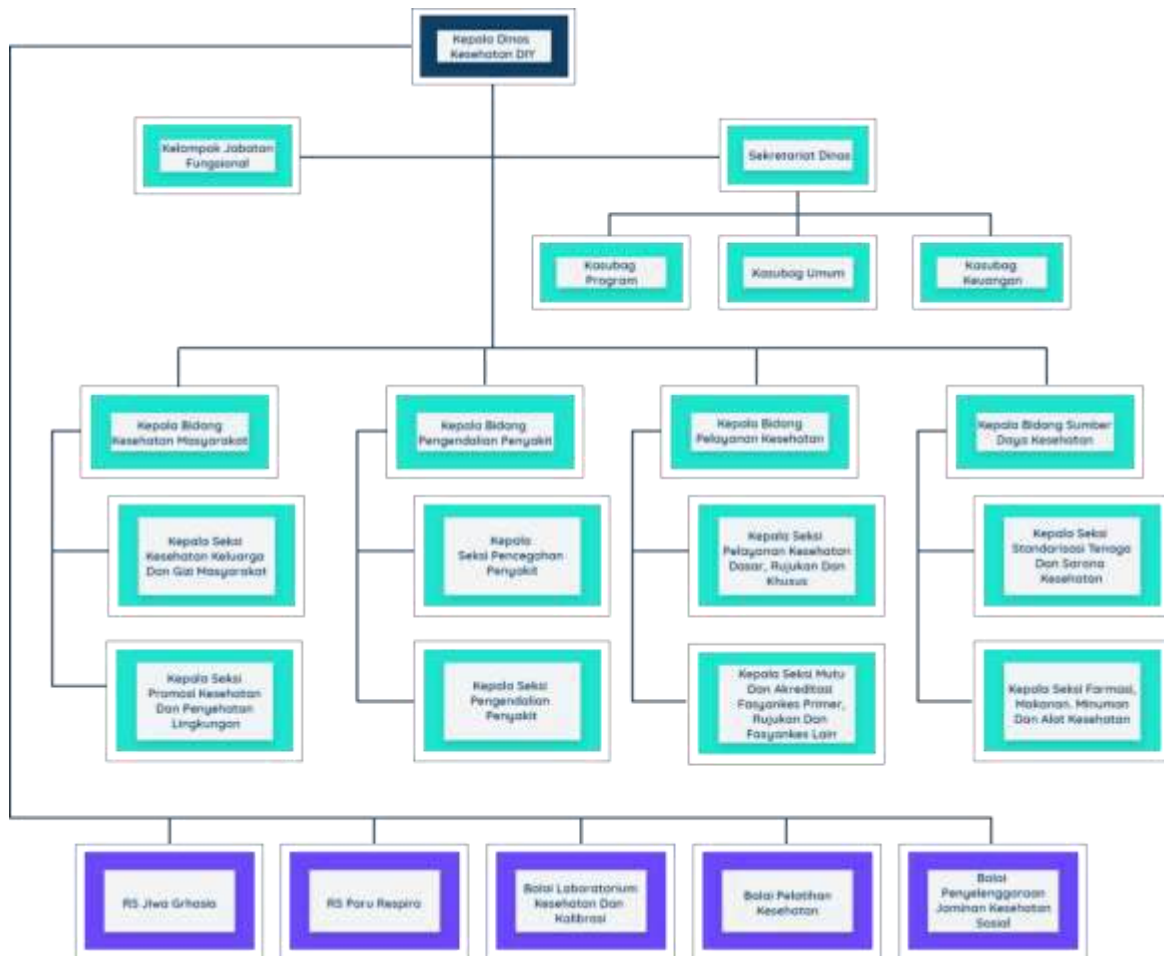 Kepala Dinas
Kesehatan DIY
Kelompok Jabatan
Fungsional
Sekretariat Dinas
Kasubag
Program
Kasubag Umum
Kasubag
Keuangan
Kepala Bidang
Kesehatan Masyarakat
Kepala Bidang
Pengendalian Penyakit
Kepala Bidang
Pelayanan Kesehatan
Kepala Bidang Sumber
Daya Kesehatan
Kepala Seksi
Kesehatan Keluarga
Dan Gizi Masyarakat
Kepala
Seksi Pencegahan
Penyakit
Kepala Seksi
Pelayanan Kesehatan
Dasar, Rujukan Dan
Khusus
Kepala Seksi
Standarisasi Tenaga
Dan Sarana
Kesehatan
Kepala Seksi
Promosi Kesehatan
Dan Penyehatan
Lingkungan
Kepala Seksi
Pengendalian
Penyakit
Kepala Seksi Mutu
Dan Akreditasi
Fasyankes Primer,
Rujukan Dan
Fasyankes Lain
Kepala Seksi Farmasi,
Makanan, Minuman
Dan Alat Kesehatan
RS Jiwa Grhasia
RS Paru Respira
Balai Laboratorium
Kesehatan Dan
Kalibrasi
Balai Pelatihan
Kesehatan
Balai
Penyelenggaraan
Jaminan Kesehatan
Sosial